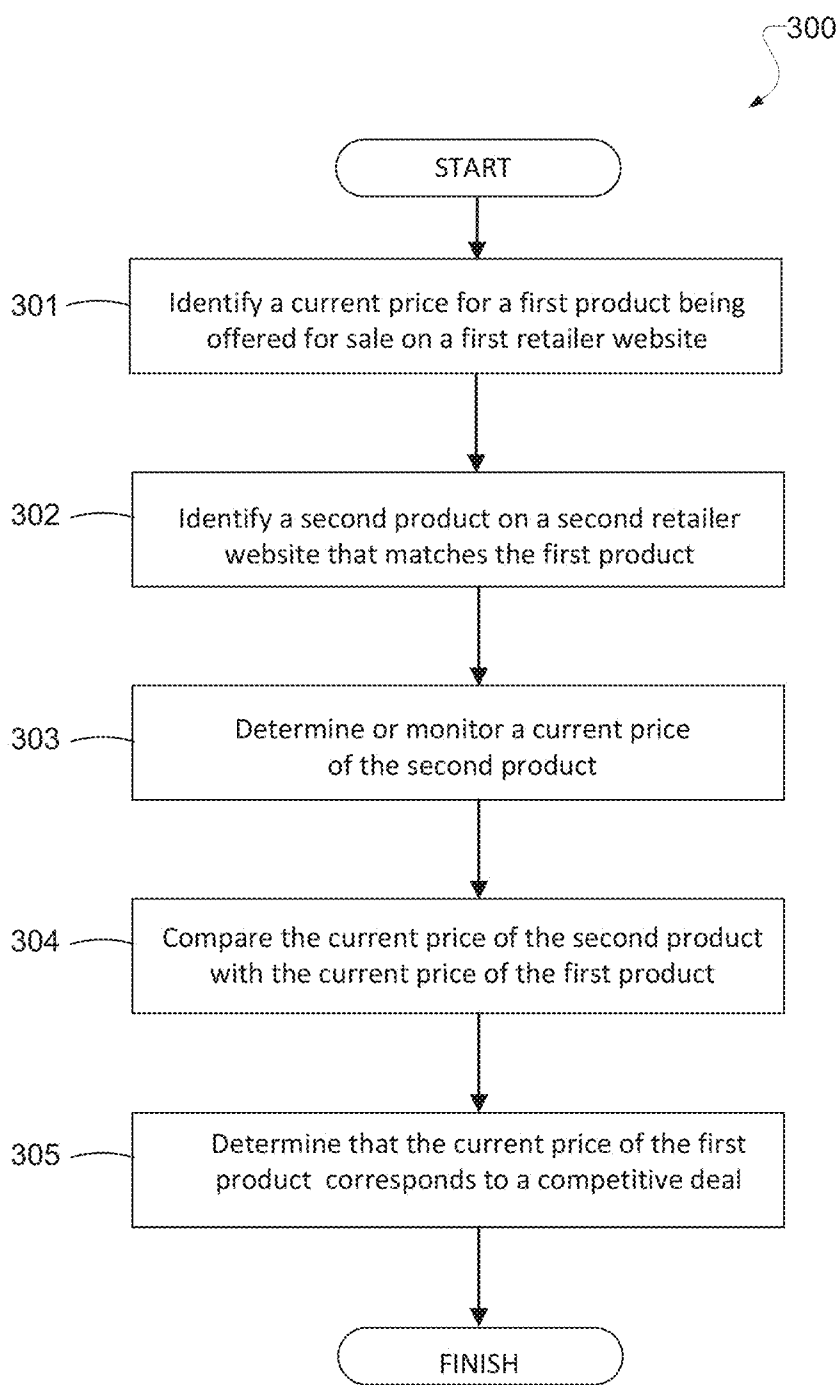 300
START
301
Identify a current price for a first product being
offered for sale on a first retailer website
302
Identify a second product on a second retailer
website that matches the first product
303
Determine or monitor a current price
of the second product
304
Compare the current price of the second product
with the current price of the first product
305
Determine that the current price of the first
product corresponds to a competitive deal
FINISH